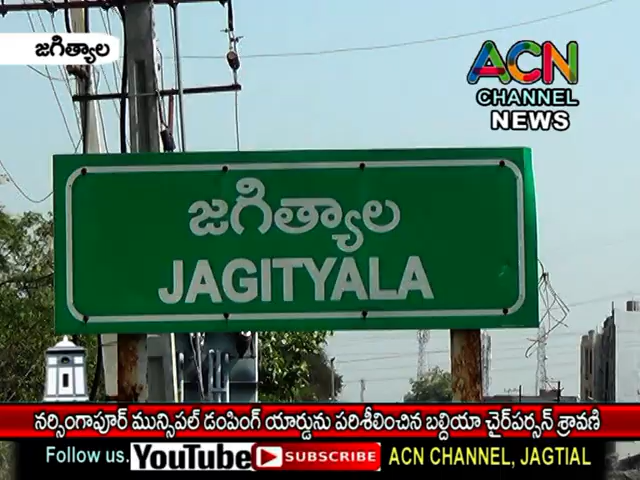 జగిత్యాల
ACN
CHANNEL
NEWS
జగిత్యాల
JAGITYALA
నర్సింగాపూర్ మున్సిపల్ డంపింగ్ యార్డును పరిశీలించిన బల్దియా చైర్‌పర్సన్ శ్రావణి
Follow us. YouTube SUBSCRIBE ACN CHANNEL, JAGTIAL